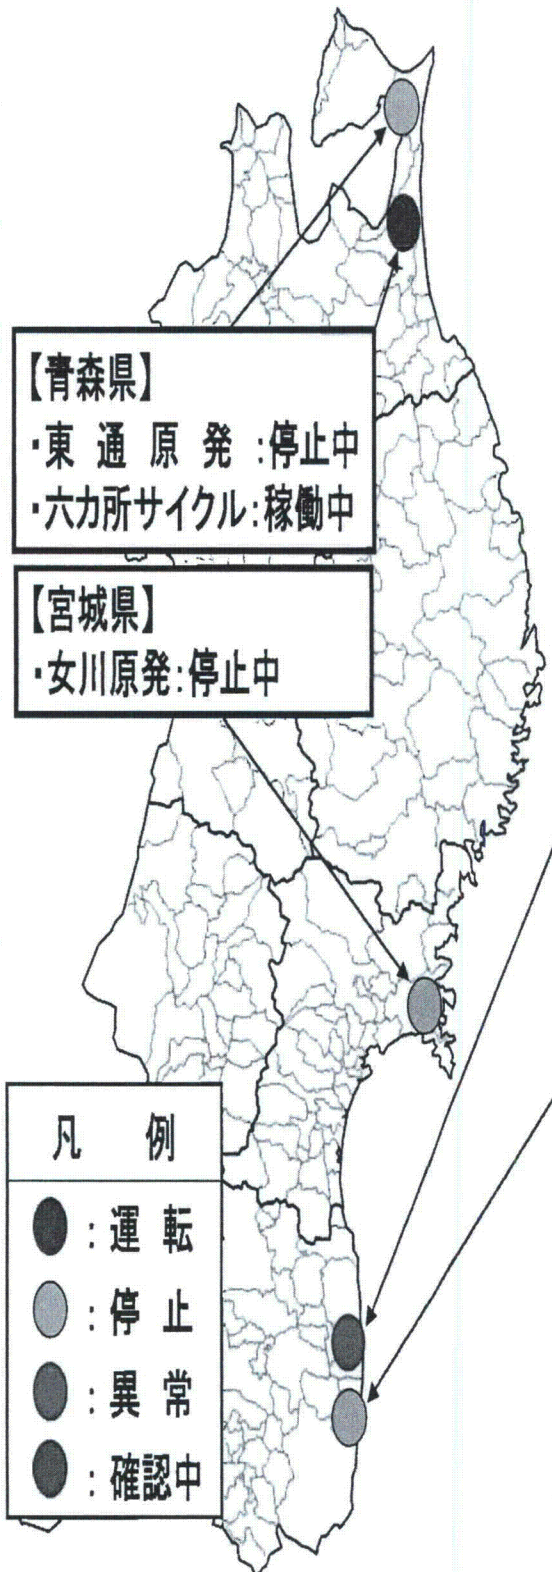 【青森県】
・東通原発:停止中
・六カ所サイクル:稼働中
【宮城県】
・女川原発:停止中
凡例
:運転
:停止
:異常
:確認中